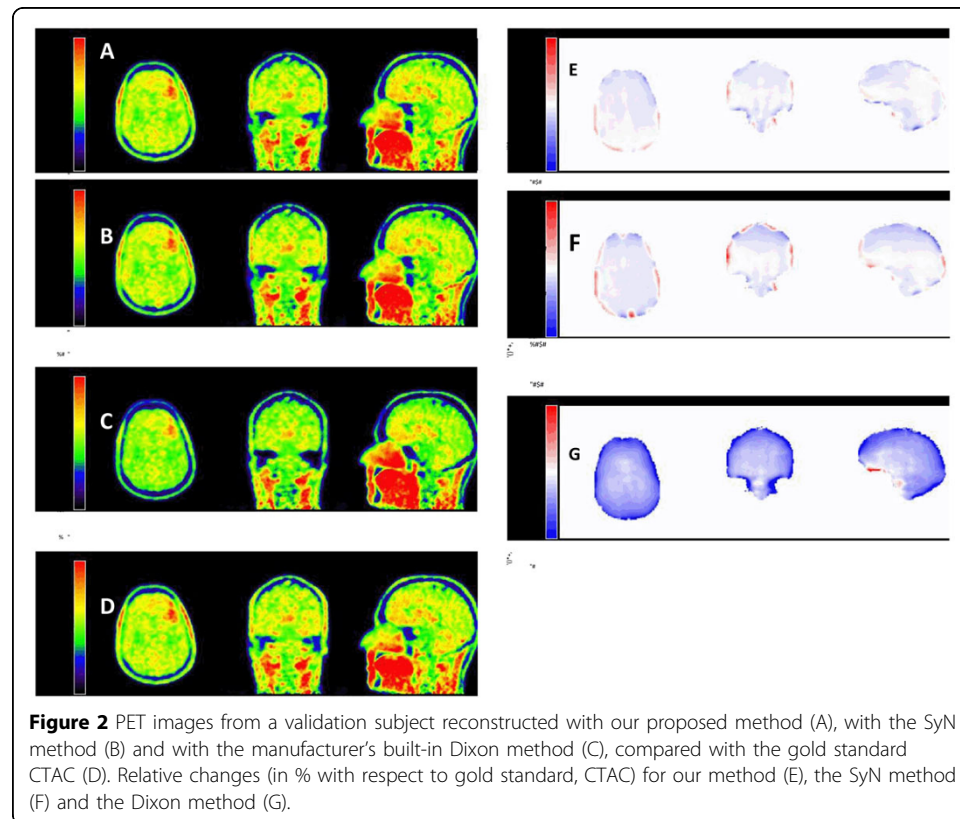 A
E
B
F
C
G
D
Figure 2 PET images from a validation subject reconstructed with our proposed method (A), with the SyN
method (B) and with the manufacturer's built-in Dixon method (C), compared with the gold standard
CTAC (D). Relative changes (in % with respect to gold standard, CTAC) for our method (E), the SyN method
(F) and the Dixon method (G).